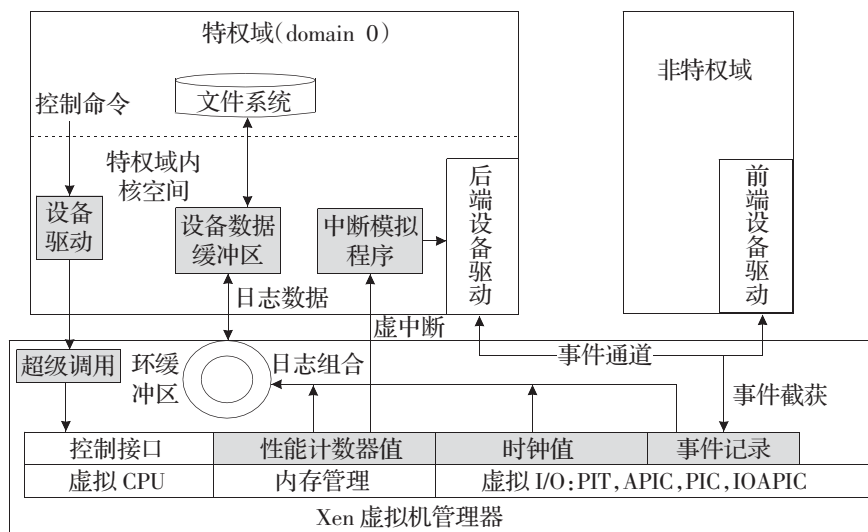 特权域(domain 0)
非特权域
文件系统
控制命令
特权域内
核空间
后端设备驱动
前端设备驱动
设备
驱动
设备数据
缓冲区
中断模拟
程序
日志数据
虚中断
超级调用
环缓
冲区
日志组合
事件通道
事件截获
控制接口
性能计数器值
时钟值
事件记录
虚拟 CPU
内存管理
虚拟 I/O:PIT,APIC,PIC,IOAPIC
Xen 虚拟机管理器